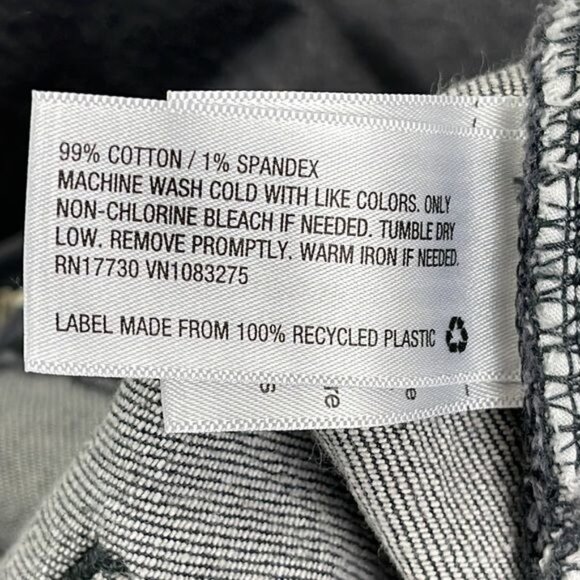 99% COTTON / 1% SPANDEX
MACHINE WASH COLD WITH LIKE COLORS. ONLY
NON-CHLORINE BLEACH IF NEEDED. TUMBLE DRY
LOW. REMOVE PROMPTLY. WARM IRON IF NEEDED.
RN17730 VN1083275
LABEL MADE FROM 100% RECYCLED PLASTIC